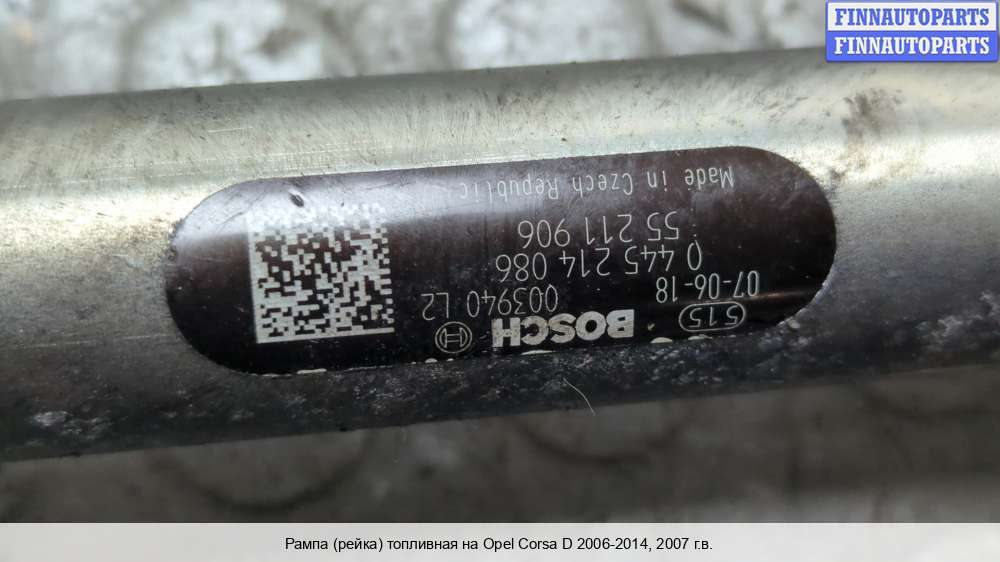 FINNAUTOPARTS
FINNAUTOPARTS
515 BOSCH
07-06-18 003940 L2
0 445 214 086
55 211 906
Made in Czech Republic
Рампа (рейка) топливная на Opel Corsa D 2006-2014, 2007 г.в.